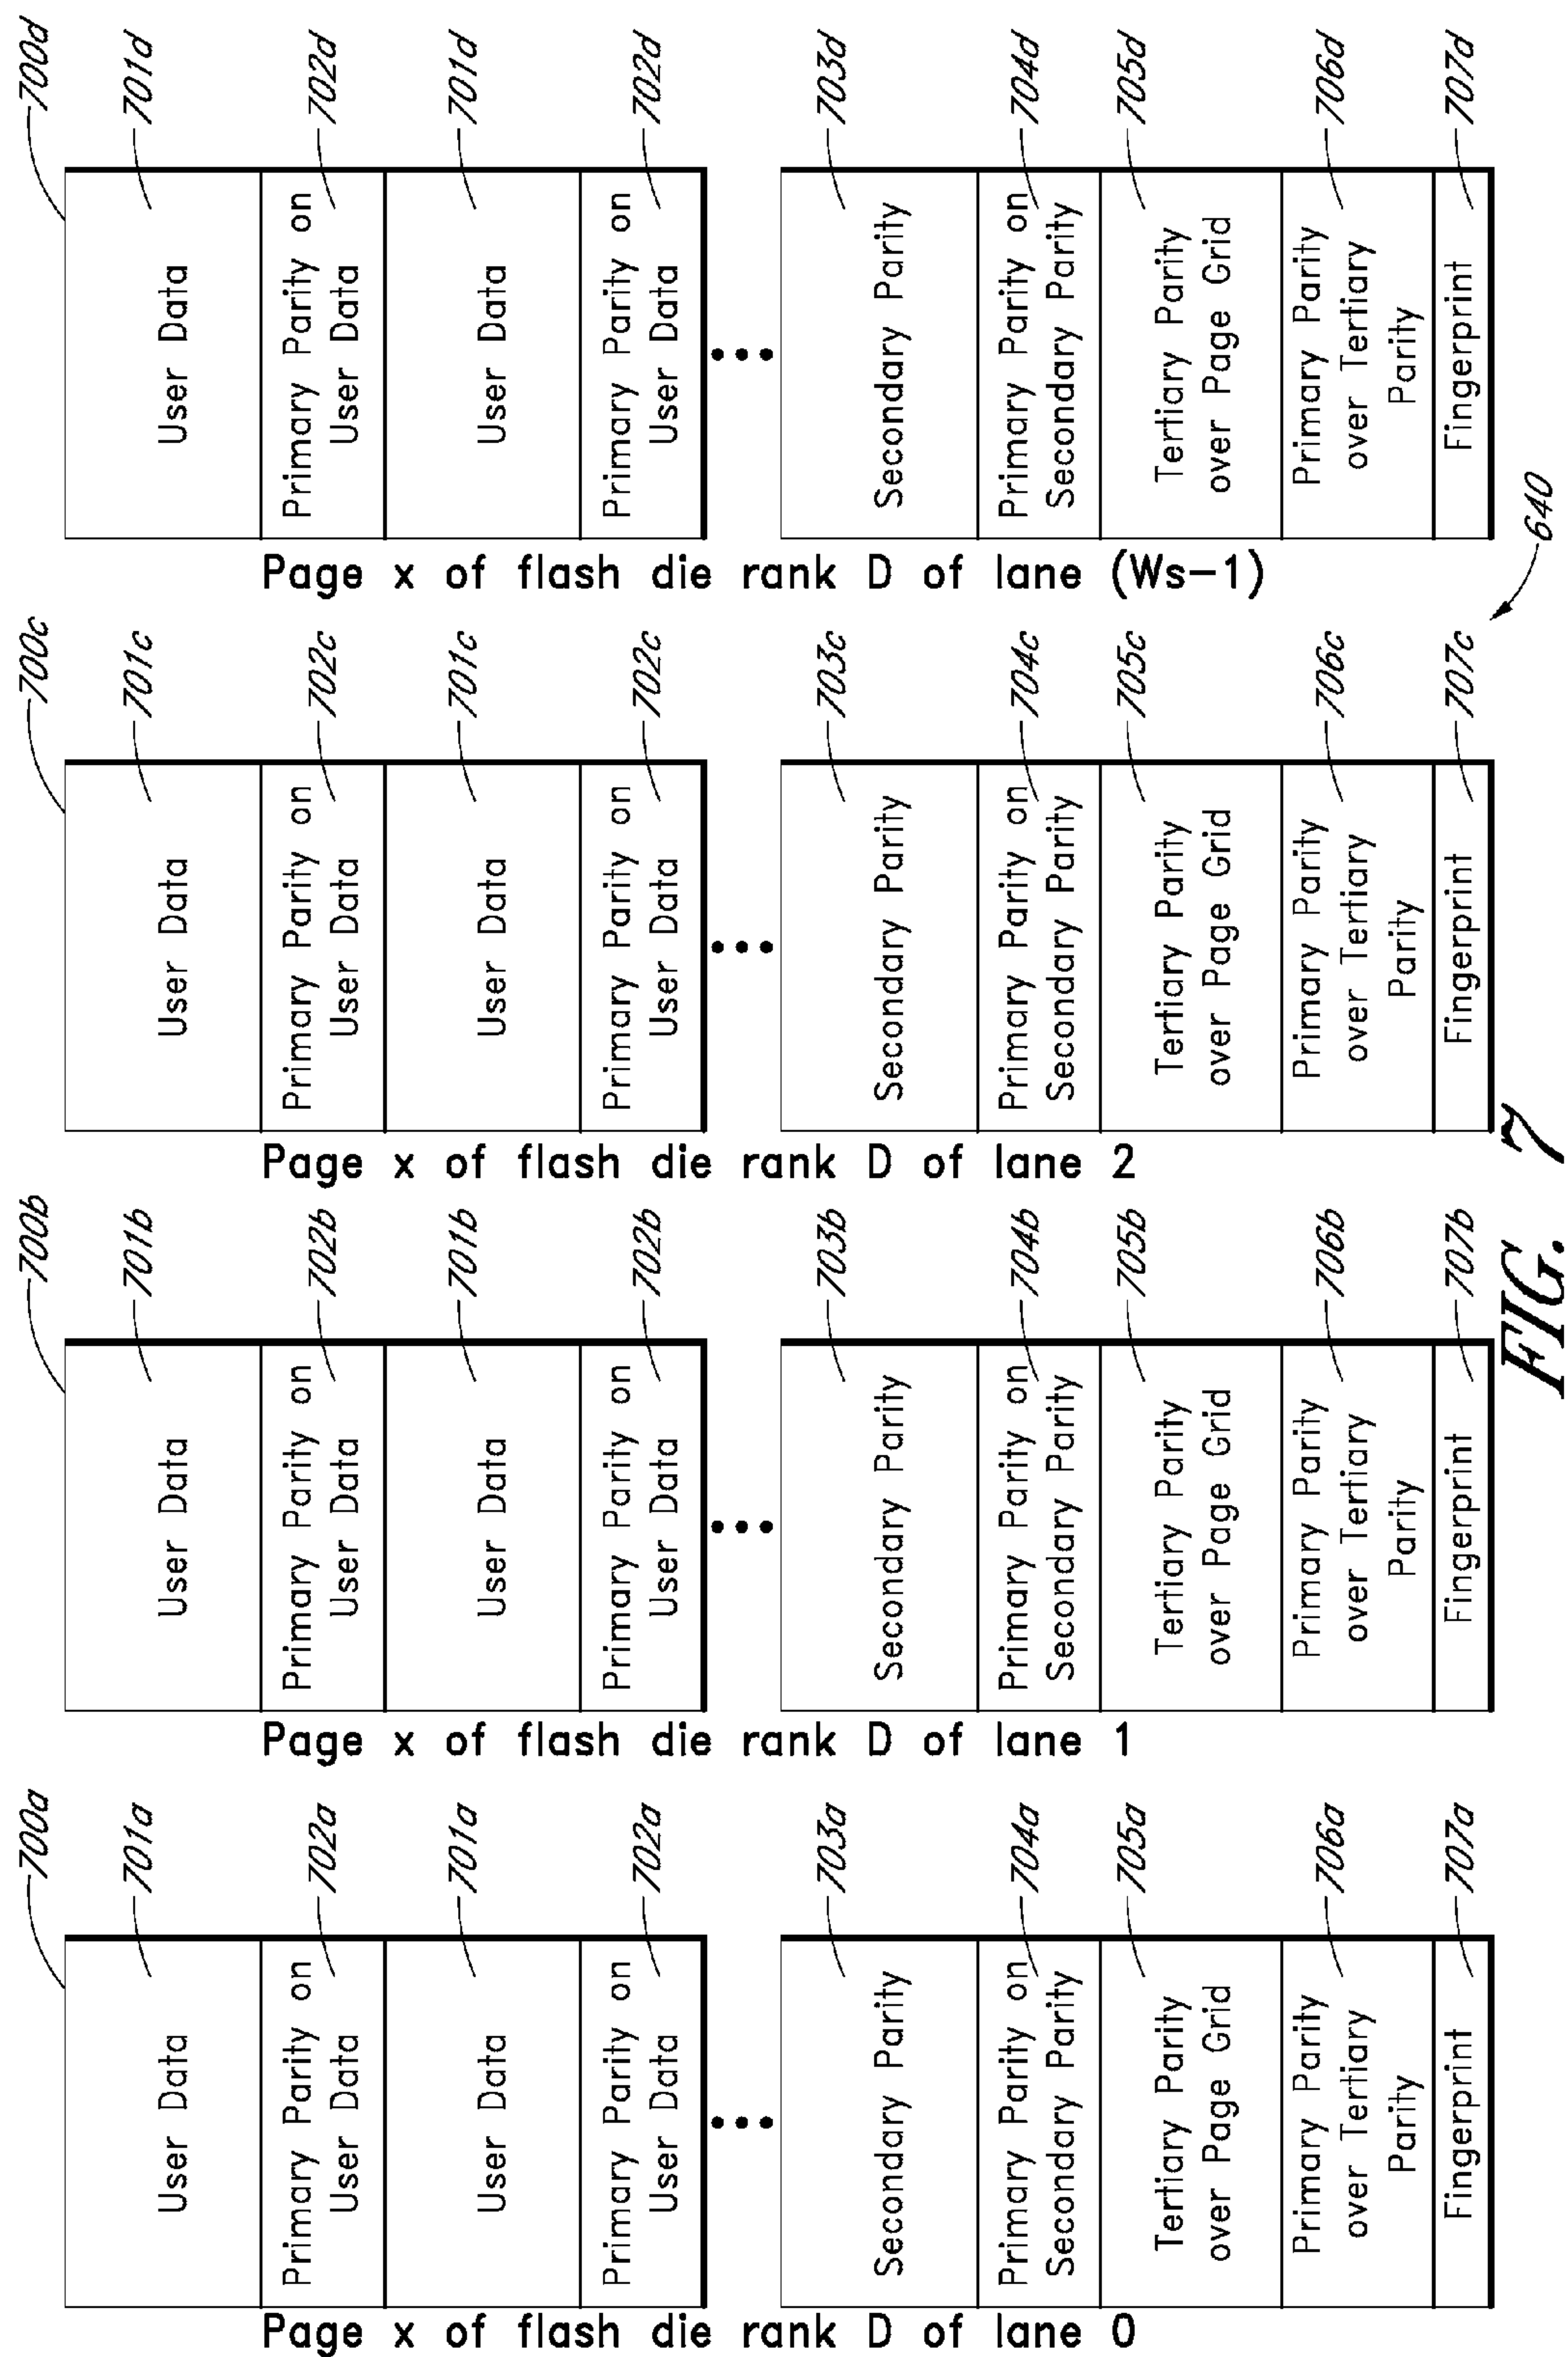 Page x of flash die rank D of lane 0
700a
User Data
701a
Primary Parity on
User Data
702a
User Data
701a
Primary Parity on
User Data
702a
Secondary Parity
703a
Primary Parity on
Secondary Parity
704a
Tertiary Parity
over Page Grid
705a
Primary Parity
over Tertiary
Parity
706a
Fingerprint
707a
Page x of flash die rank D of lane 1
700b
User Data
701b
Primary Parity on
User Data
702b
User Data
701b
Primary Parity on
User Data
702b
Secondary Parity
703b
Primary Parity on
Secondary Parity
704b
Tertiary Parity
over Page Grid
705b
Primary Parity
over Tertiary
Parity
706b
Fingerprint
707b
Page x of flash die rank D of lane 2
700c
User Data
701c
Primary Parity on
User Data
702c
User Data
701c
Primary Parity on
User Data
702c
Secondary Parity
703c
Primary Parity on
Secondary Parity
704c
Tertiary Parity
over Page Grid
705c
Primary Parity
over Tertiary
Parity
706c
Fingerprint
707c
Page x of flash die rank D of lane (Ws-1)
700d
User Data
701d
Primary Parity on
User Data
702d
User Data
701d
Primary Parity on
User Data
702d
Secondary Parity
703d
Primary Parity on
Secondary Parity
704d
Tertiary Parity
over Page Grid
705d
Primary Parity
over Tertiary
Parity
706d
Fingerprint
707d
640
FIG. 7